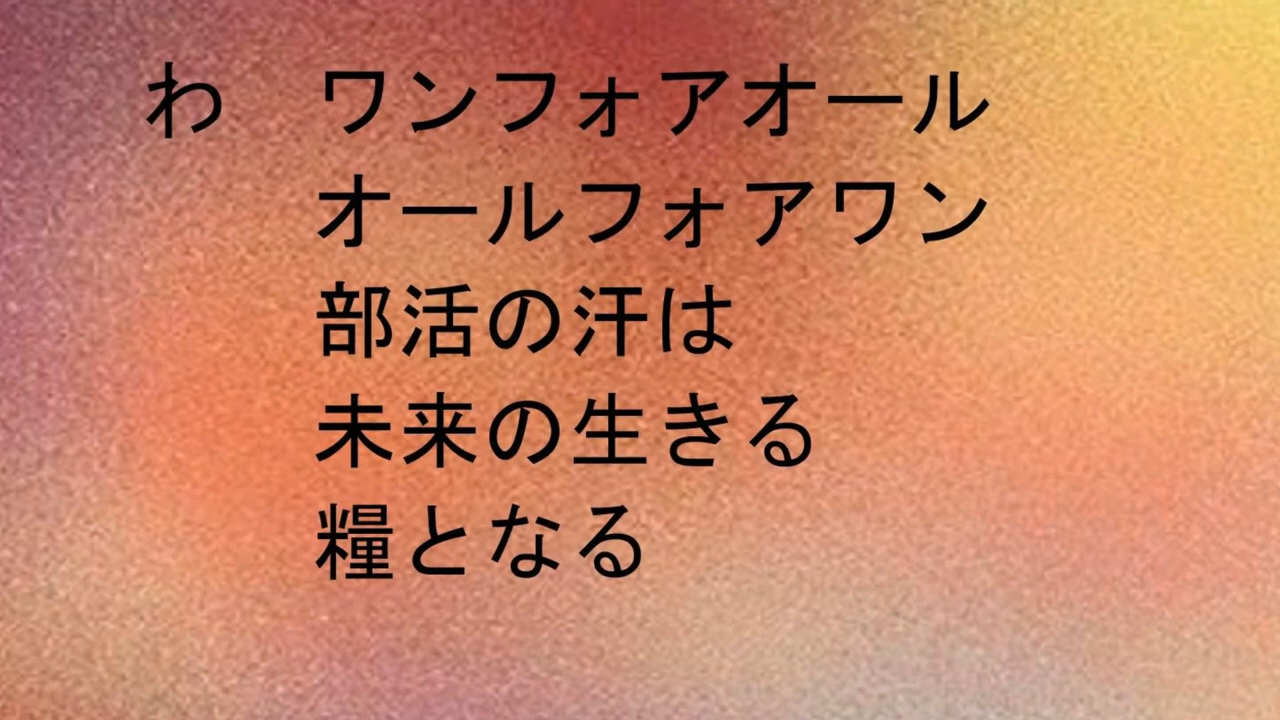 わ　ワンフォアオール
オールフォアワン
部活の汗は
未来の生きる
糧となる